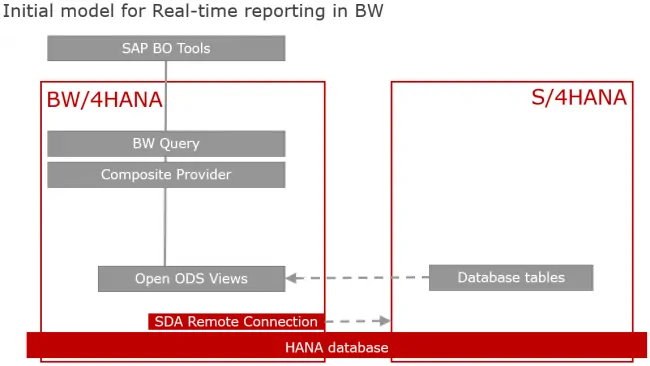 Initial model for Real-time reporting in BW
SAP BO Tools
BW/4HANA
S/4HANA
BW Query
Composite Provider
Open ODS Views
Database tables
SDA Remote Connection
HANA database